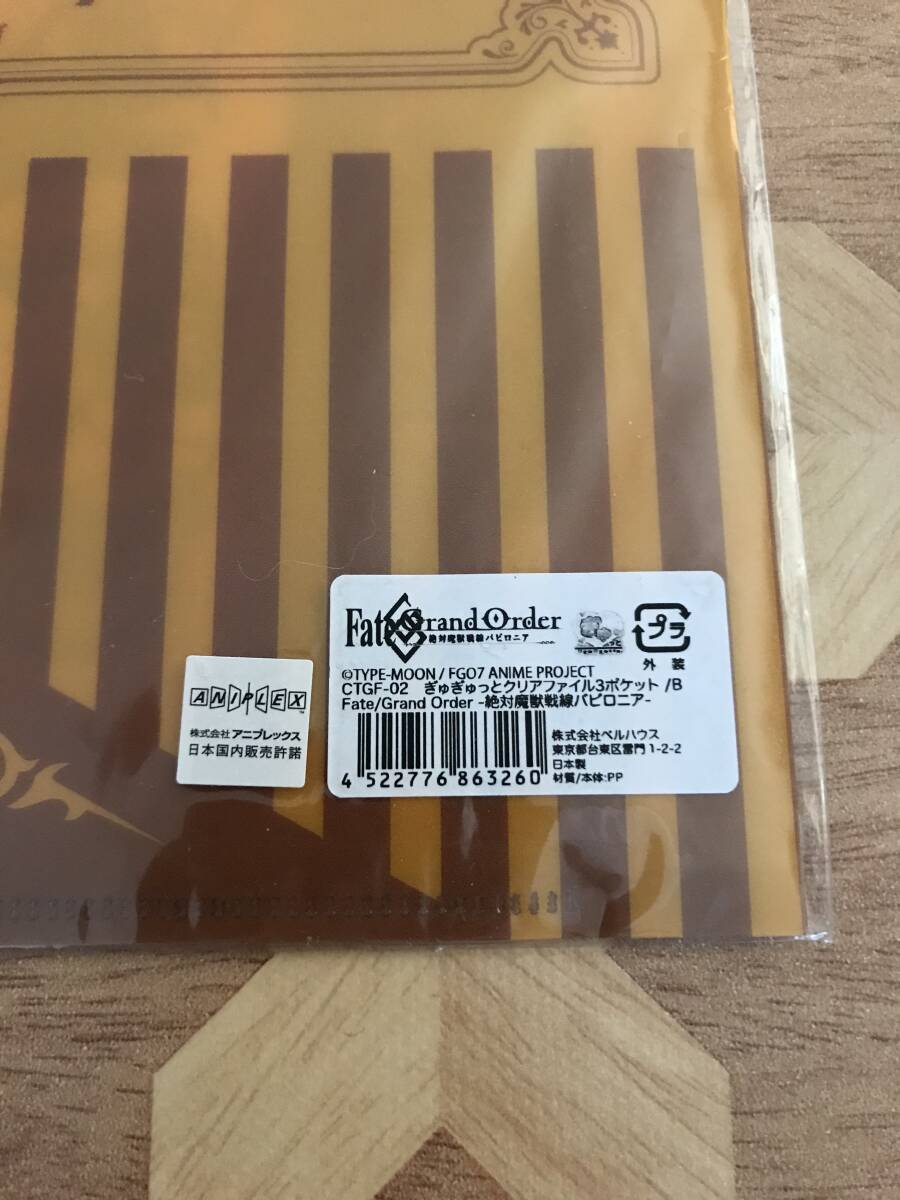 Fate/Grand Order
絶対魔獣戦線バビロニア
プラ
外装
©TYPE-MOON / FGO7 ANIME PROJECT
CTGF-02 ぎゅぎゅっとクリアファイル3ポケット /B
Fate/Grand Order -絶対魔獣戦線バビロニア-
4 522776 863260
株式会社ベルハウス
東京都台東区雷門1-2-2
日本製
材質/本体:PP
ANIPLEX
株式会社 アニプレックス
日本国内販売許諾